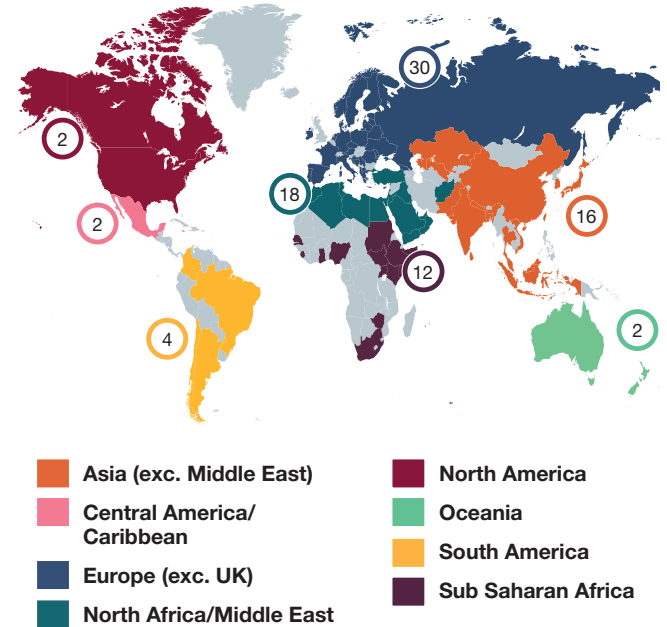 30
2
18
2
16
12
2
4
Asia (exc. Middle East)
Central America/
Caribbean
Europe (exc. UK)
North Africa/Middle East
North America
Oceania
South America
Sub Saharan Africa